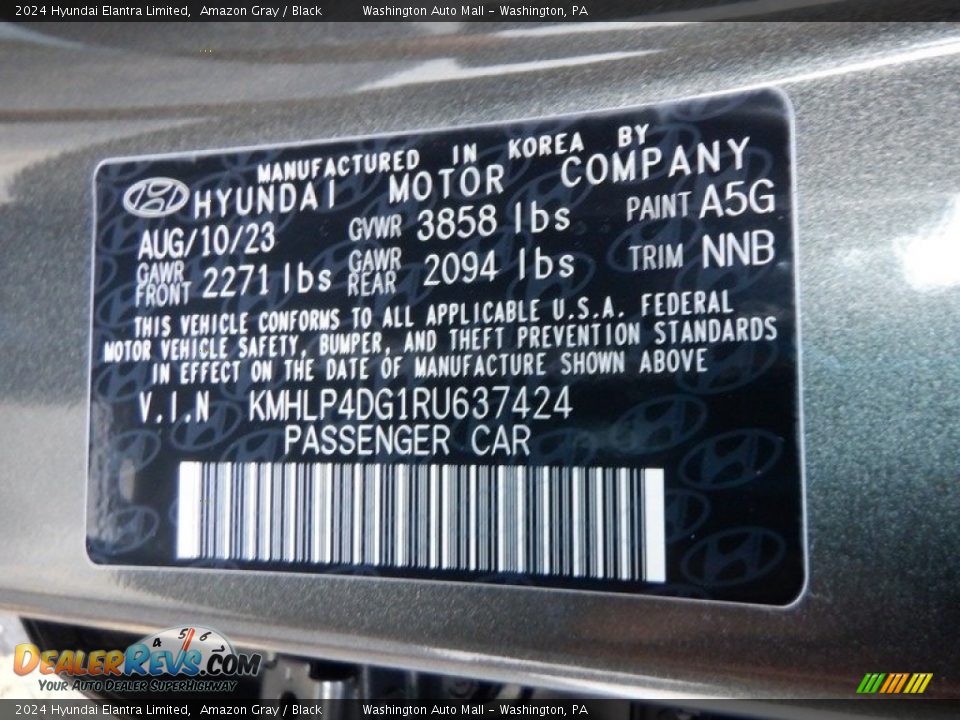 2024 Hyundai Elantra Limited, Amazon Gray / Black Washington Auto Mall - Washington, PA
MANUFACTURED IN KOREA BY
HYUNDAI MOTOR COMPANY
AUG/10/23 GVWR 3858 lbs PAINT A5G
GAWR FRONT 2271 lbs GAWR REAR 2094 lbs TRIM NNB
THIS VEHICLE CONFORMS TO ALL APPLICABLE U.S.A. FEDERAL
MOTOR VEHICLE SAFETY, BUMPER, AND THEFT PREVENTION STANDARDS
IN EFFECT ON THE DATE OF MANUFACTURE SHOWN ABOVE
V.I.N KMHLP4DG1RU637424
PASSENGER CAR
4 5 6 7
DEALERREVS.COM
YOUR AUTO DEALER SUPERHIGHWAY
2024 Hyundai Elantra Limited, Amazon Gray / Black Washington Auto Mall - Washington, PA